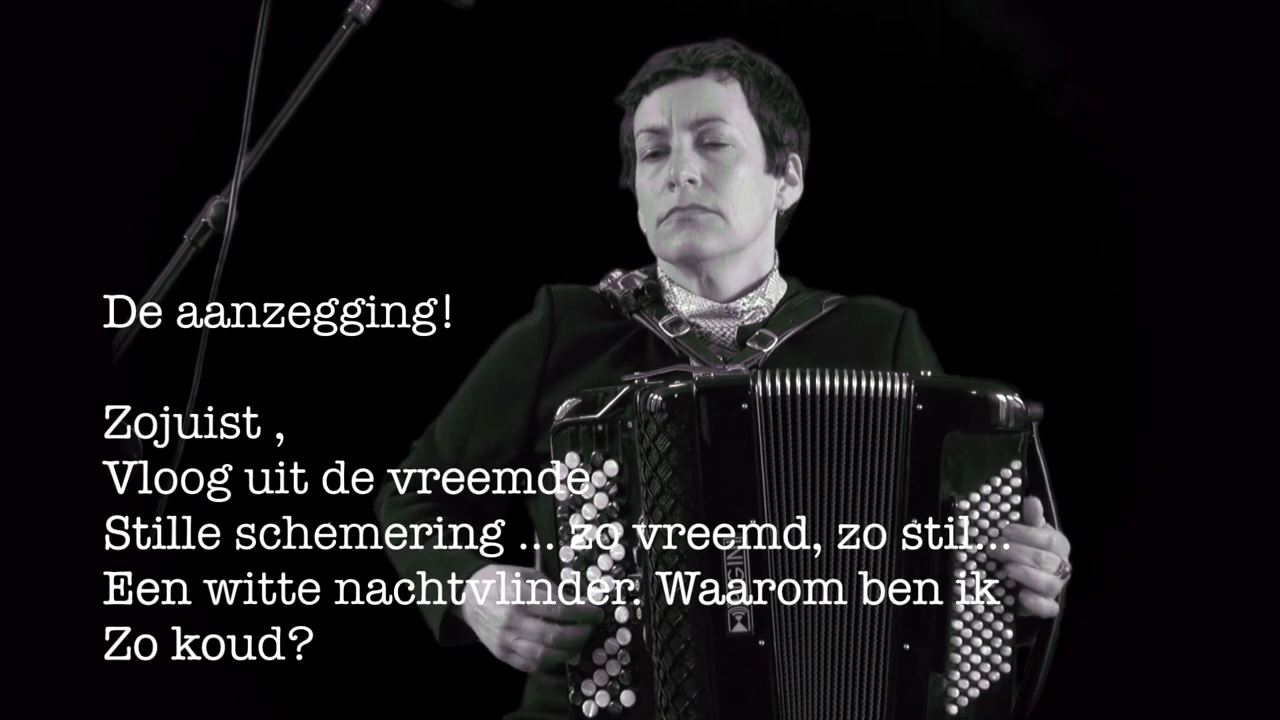 De aanzegging!
Zojuist ,
Vloog uit de vreemde
Stille schemering ... zo vreemd, zo stil...
Een witte nachtvlinder. Waarom ben ik
Zo koud?